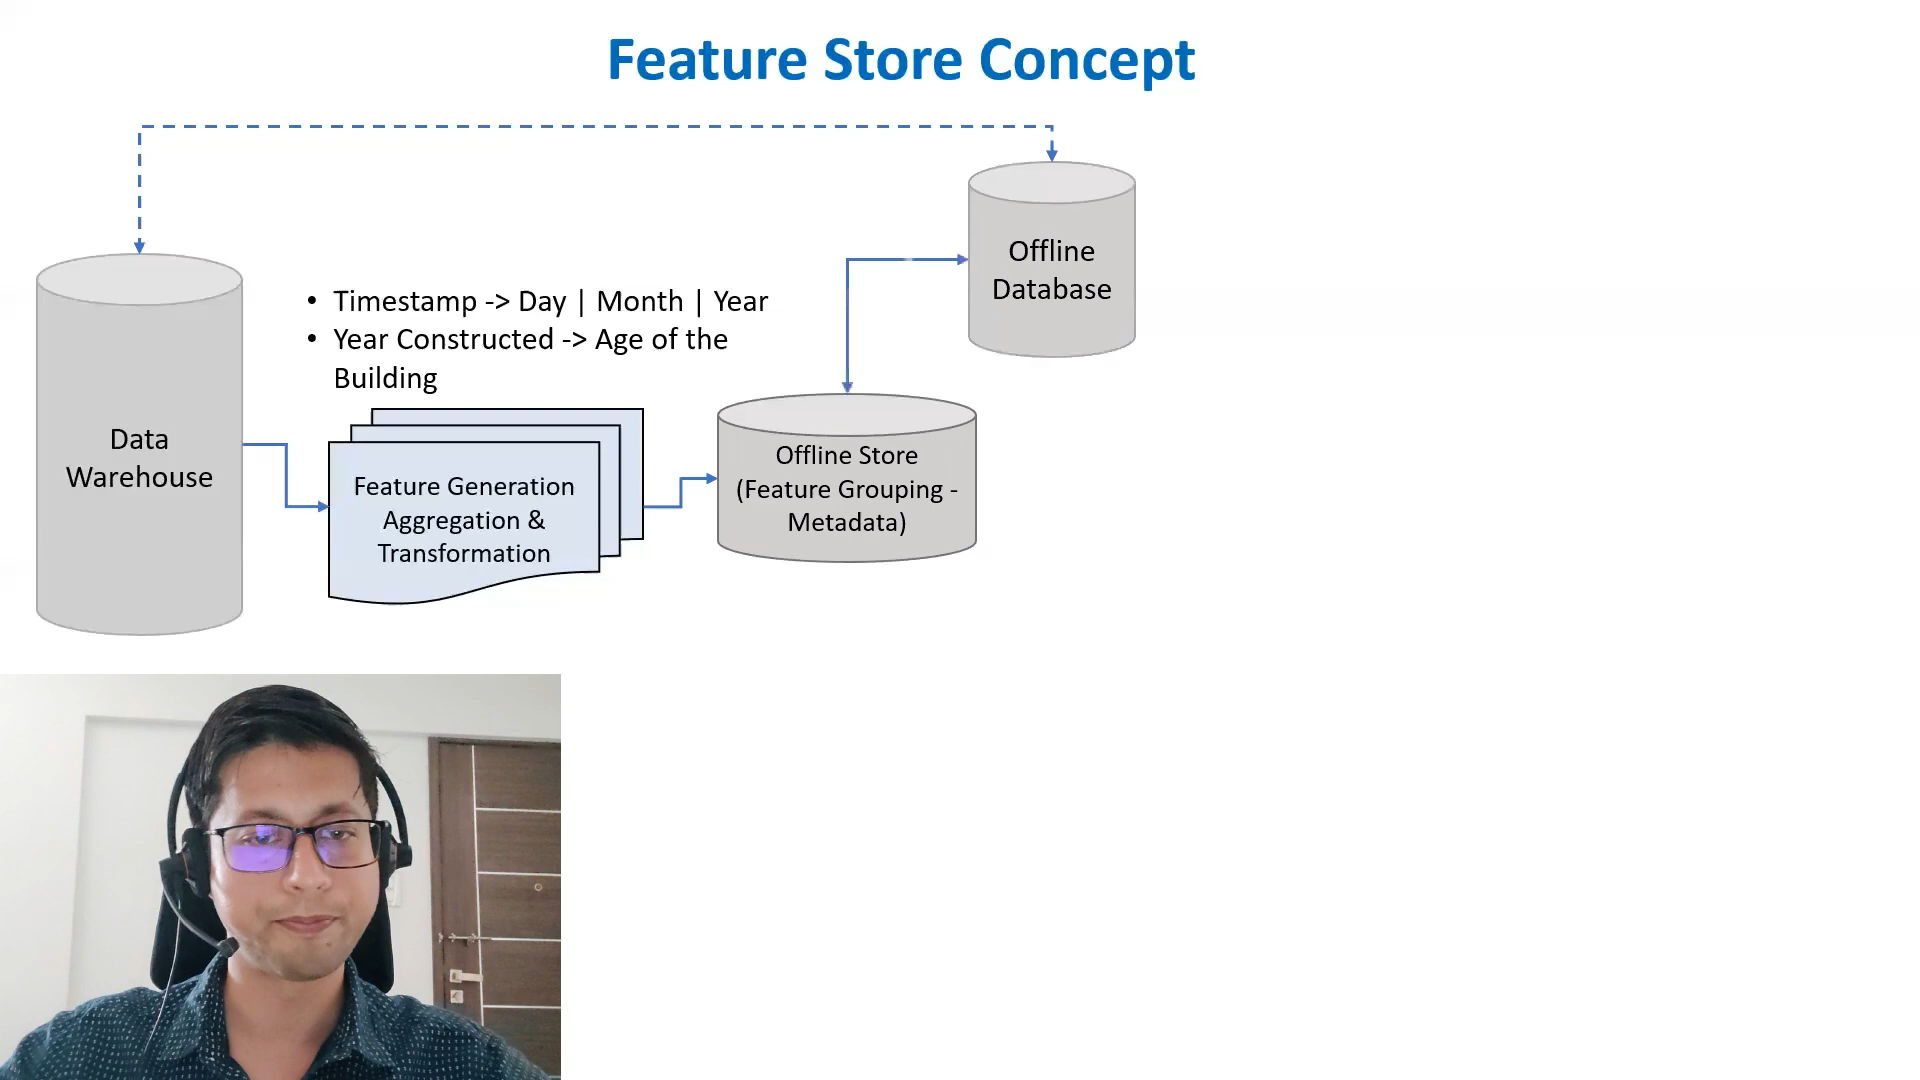 Feature Store Concept
Offline
Database
• Timestamp -> Day | Month | Year
• Year Constructed -> Age of the
Building
Data
Warehouse
Feature Generation
Aggregation &
Transformation
Offline Store
(Feature Grouping -
Metadata)